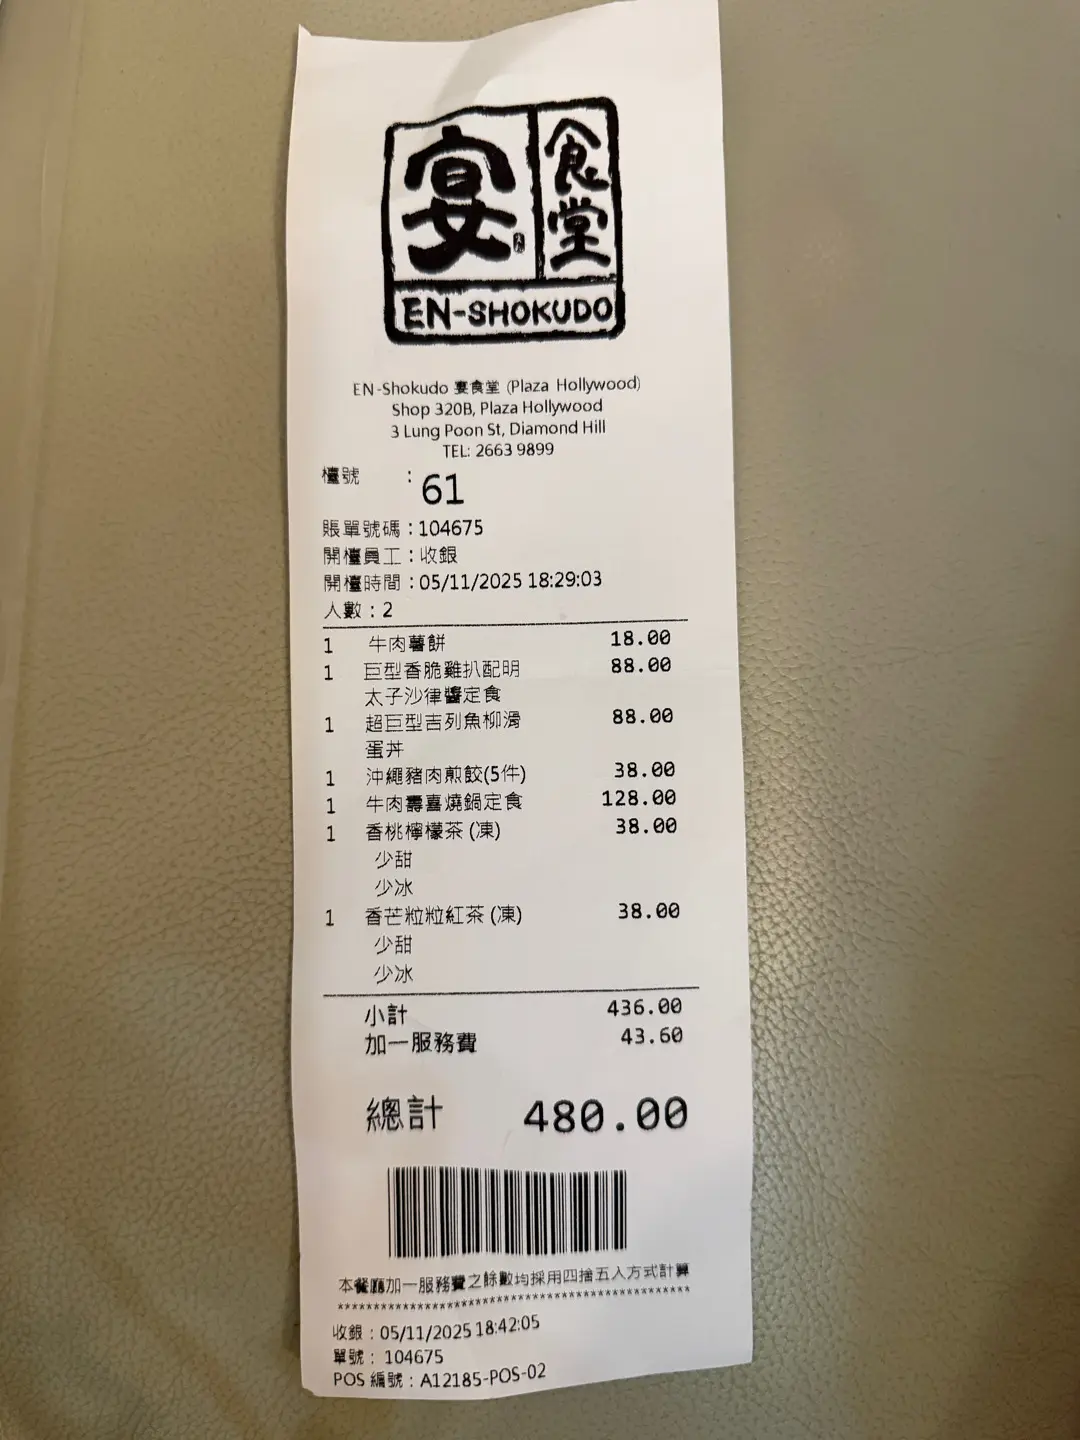 宴 食堂
EN-SHOKUDO
EN-Shokudo 宴食堂 (Plaza Hollywood)
Shop 320B, Plaza Hollywood
3 Lung Poon St, Diamond Hill
TEL: 2663 9899
檯號 : 61
賬單號碼 : 104675
開檯員工 : 收銀
開檯時間 : 05/11/2025 18:29:03
人數 : 2
1 牛肉薯餅 18.00
1 巨型香脆雞扒配明 88.00
太子沙律醬定食
1 超巨型吉列魚柳滑 88.00
蛋丼
1 沖繩豬肉煎餃(5件) 38.00
1 牛肉壽喜燒鍋定食 128.00
1 香桃檸檬茶 (凍) 38.00
少甜
少冰
1 香芒粒粒紅茶 (凍) 38.00
少甜
少冰
小計 436.00
加一服務費 43.60
總計 480.00
本餐廳加一服務費之餘數均採用四捨五入方式計算
**************************************************
收銀 : 05/11/2025 18:42:05
單號 : 104675
POS 編號 : A12185-POS-02